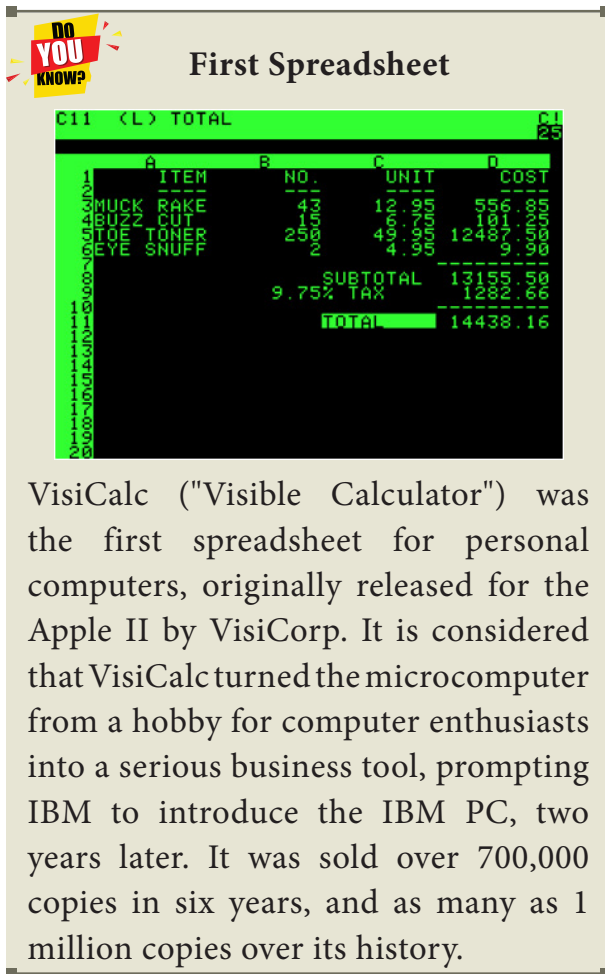 DO
YOU
KNOW?
First Spreadsheet
C11 (L) TOTAL
C!
25
A B C D
1 ITEM NO. UNIT COST
2 ---- --- ---- ----
3 MUCK RAKE 43 12.95 556.85
4 BUZZ CUT 15 6.75 101.25
5 TOE TONER 250 49.95 12487.50
6 EYE SNUFF 2 4.95 9.90
7 ---------
8 SUBTOTAL 13155.50
9 9.75% TAX 1282.66
10 ---------
11 TOTAL 14438.16
12
13
14
15
16
17
18
19
20
VisiCalc ("Visible Calculator") was
the first spreadsheet for personal
computers, originally released for the
Apple II by VisiCorp. It is considered
that VisiCalc turned the microcomputer
from a hobby for computer enthusiasts
into a serious business tool, prompting
IBM to introduce the IBM PC, two
years later. It was sold over 700,000
copies in six years, and as many as 1
million copies over its history.